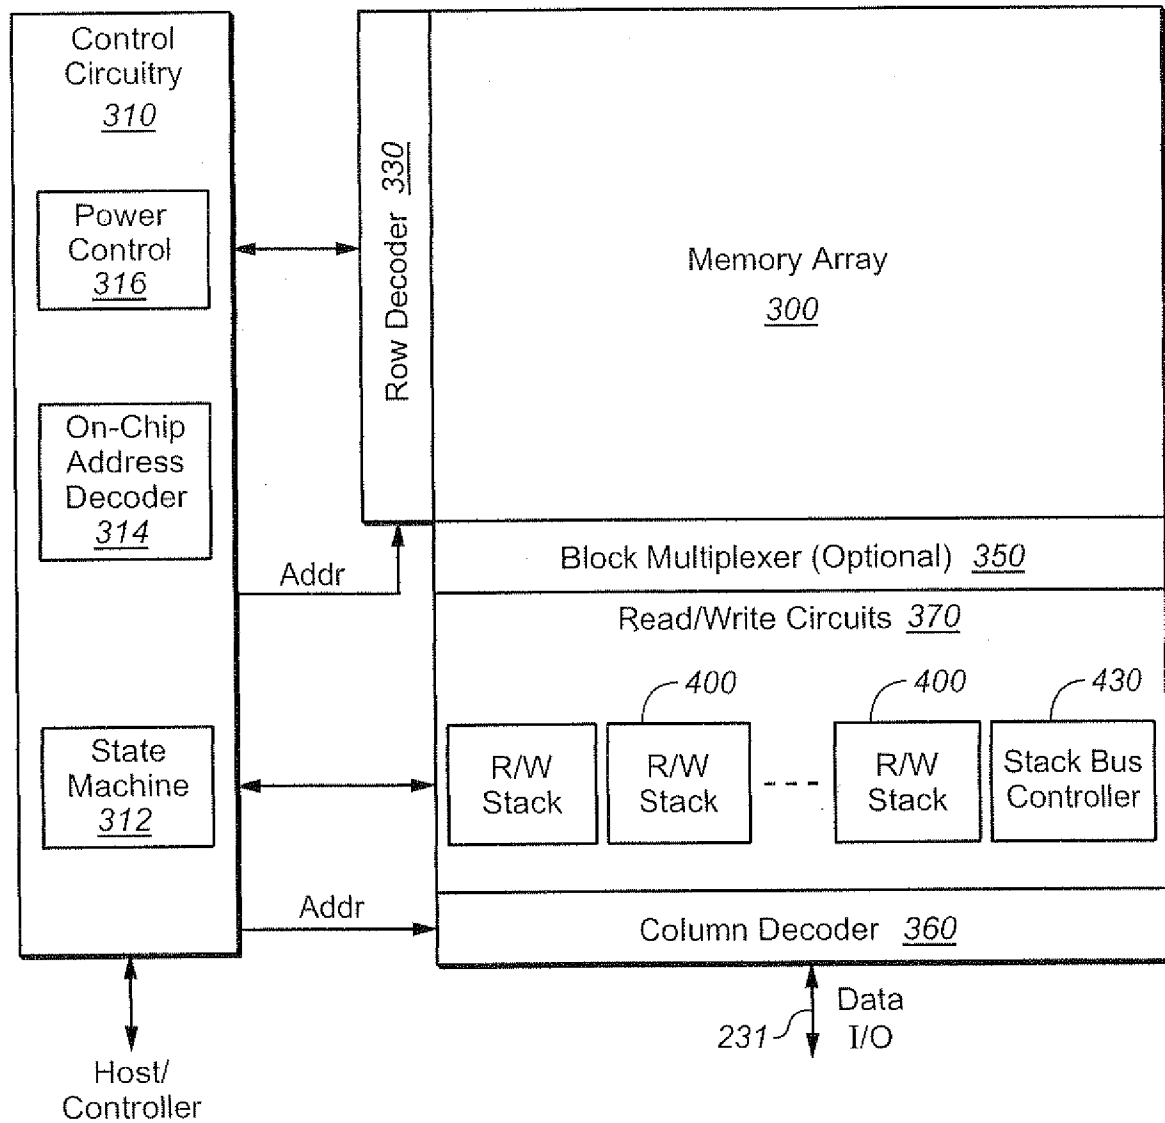 Control
Circuitry
310
Power
Control
316
On-Chip
Address
Decoder
314
State
Machine
312
Host/
Controller
Addr
Addr
Row Decoder 330
Memory Array
300
Block Multiplexer (Optional) 350
Read/Write Circuits 370
400
400
430
R/W
Stack
R/W
Stack
R/W
Stack
Stack Bus
Controller
Column Decoder 360
231
Data
I/O